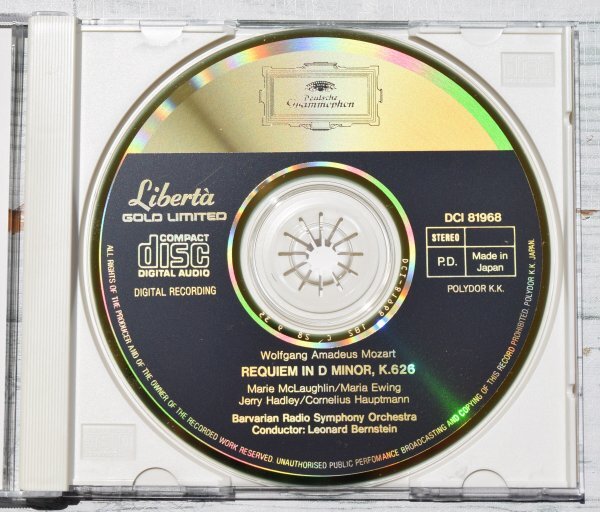 Deutsche
Grammophon
Libertà
GOLD LIMITED
COMPACT
disc
DIGITAL AUDIO
DIGITAL RECORDING
DCI 81968
STEREO
P.D.
Made in
Japan
POLYDOR K.K.
Wolfgang Amadeus Mozart
REQUIEM IN D MINOR, K.626
Marie McLaughlin/Maria Ewing
Jerry Hadley/Cornelius Hauptmann
Barvarian Radio Symphony Orchestra
Conductor: Leonard Bernstein
ALL RIGHTS OF THE PRODUCER AND OF THE OWNER OF THE RECORDED WORK RESERVED. UNAUTHORISED PUBLIC PERFOMANCE BROADCASTING AND COPYING OF THIS RECORD PROHIBITED. POLYDOR K.K. JAPAN.